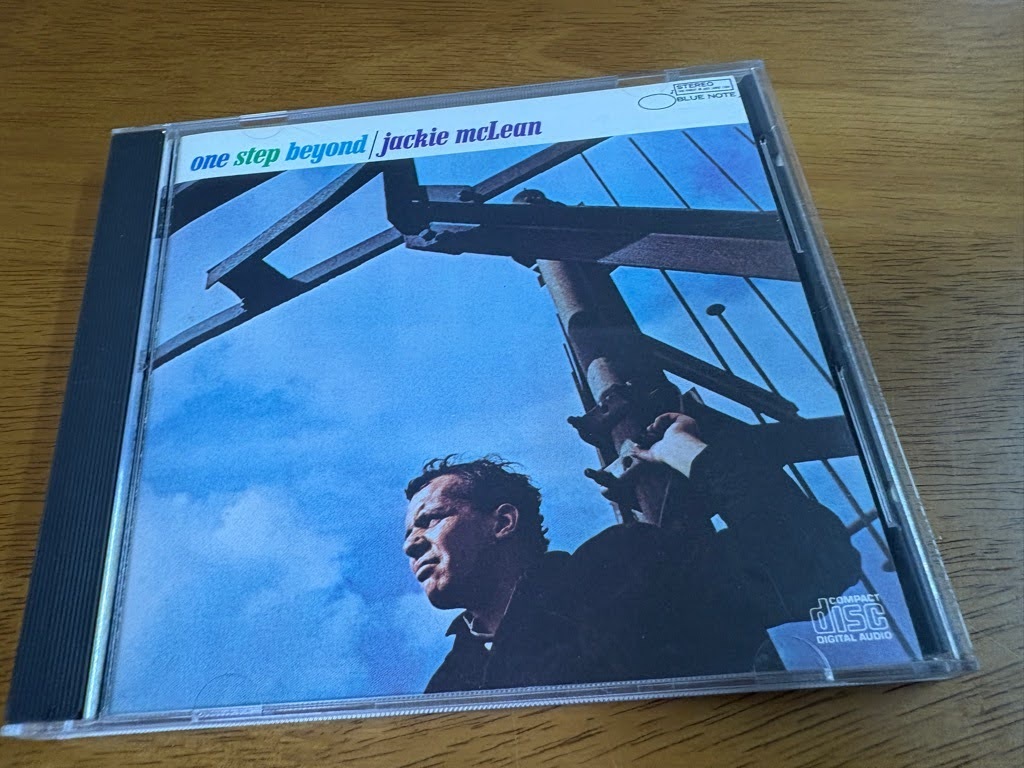 one step beyond/jackie mcLean
STEREO
BLUE NOTE
COMPACT
disc
DIGITAL AUDIO